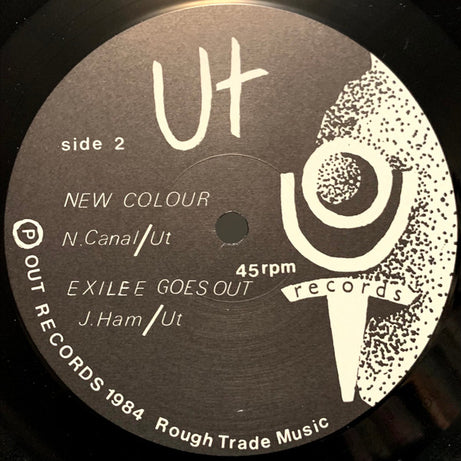 Ut
side 2
NEW COLOUR
N.Canal/Ut
45rpm
EXILEE GOES OUT
J.Ham/Ut
OUT
records
Ⓟ OUT RECORDS 1984 Rough Trade Music